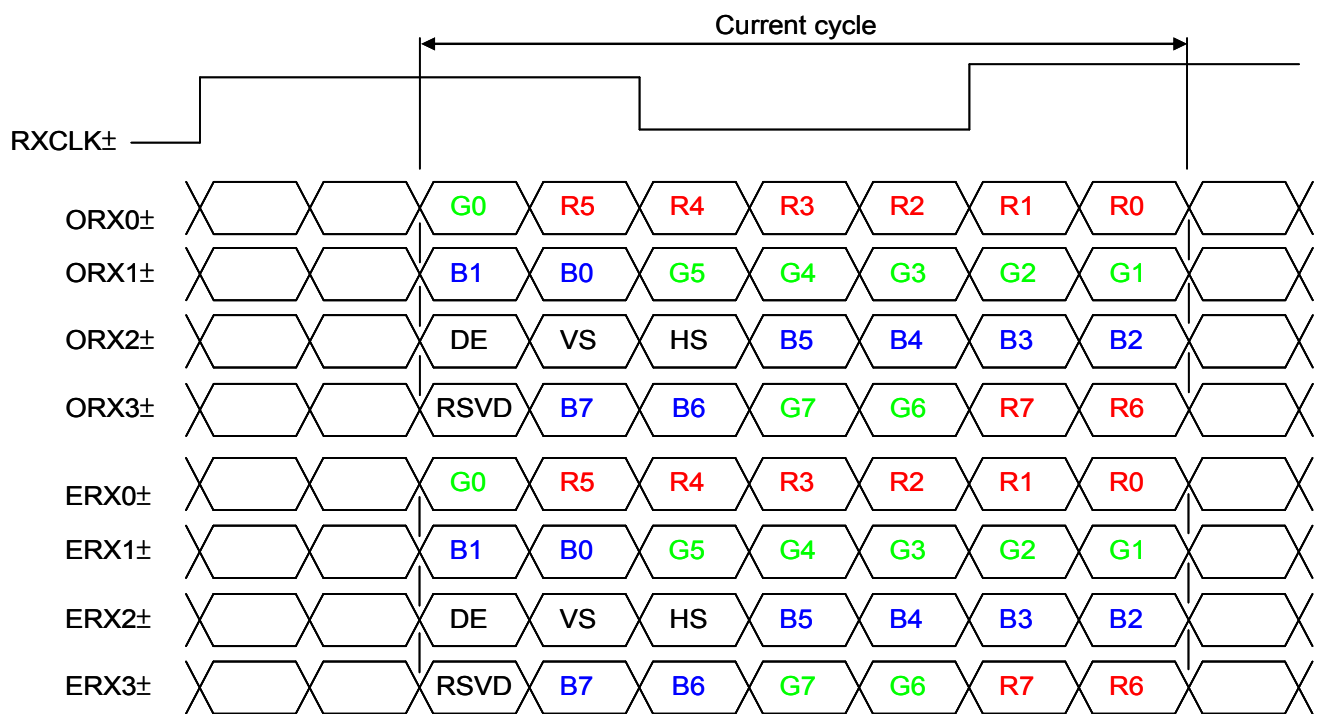 Current cycle
RXCLK±
ORX0± G0 R5 R4 R3 R2 R1 R0
ORX1± B1 B0 G5 G4 G3 G2 G1
ORX2± DE VS HS B5 B4 B3 B2
ORX3± RSVD B7 B6 G7 G6 R7 R6
ERX0± G0 R5 R4 R3 R2 R1 R0
ERX1± B1 B0 G5 G4 G3 G2 G1
ERX2± DE VS HS B5 B4 B3 B2
ERX3± RSVD B7 B6 G7 G6 R7 R6